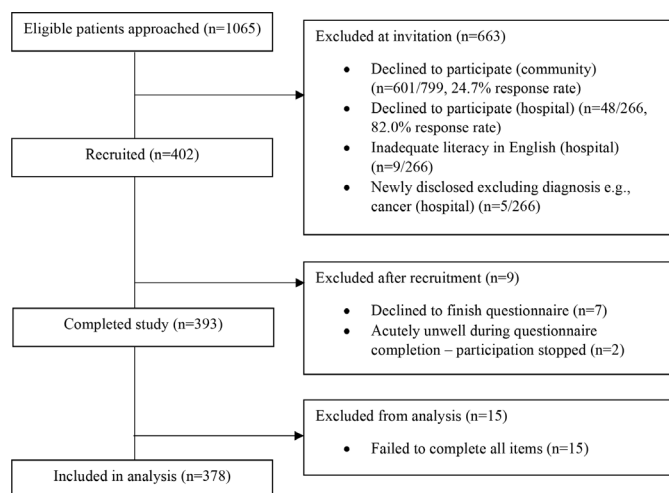 Eligible patients approached (n=1065)
Excluded at invitation (n=663)
• Declined to participate (community)
(n=601/799, 24.7% response rate)
• Declined to participate (hospital) (n=48/266,
82.0% response rate)
• Inadequate literacy in English (hospital)
(n=9/266)
• Newly disclosed excluding diagnosis e.g.,
cancer (hospital) (n=5/266)
Recruited (n=402)
Excluded after recruitment (n=9)
• Declined to finish questionnaire (n=7)
• Acutely unwell during questionnaire
completion – participation stopped (n=2)
Completed study (n=393)
Excluded from analysis (n=15)
• Failed to complete all items (n=15)
Included in analysis (n=378)